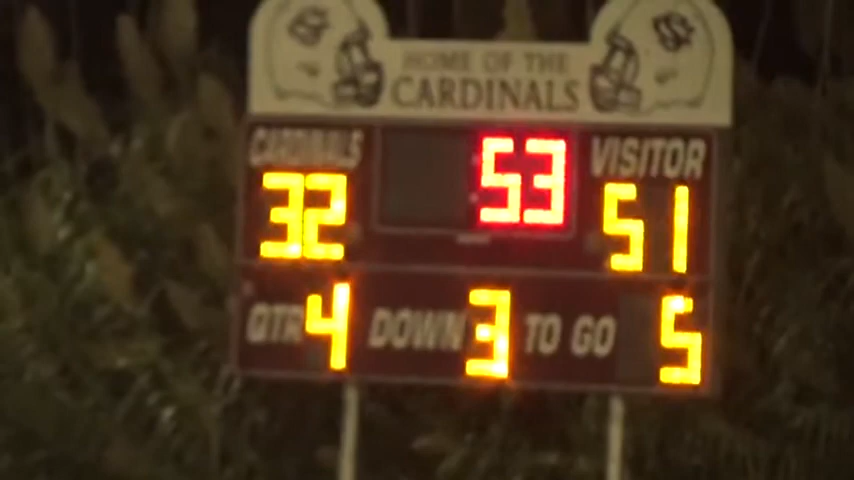 HOME OF THE
CARDINALS
CARDINALS 53 VISITOR
32 51
QTR 4 DOWN 3 TO GO 5